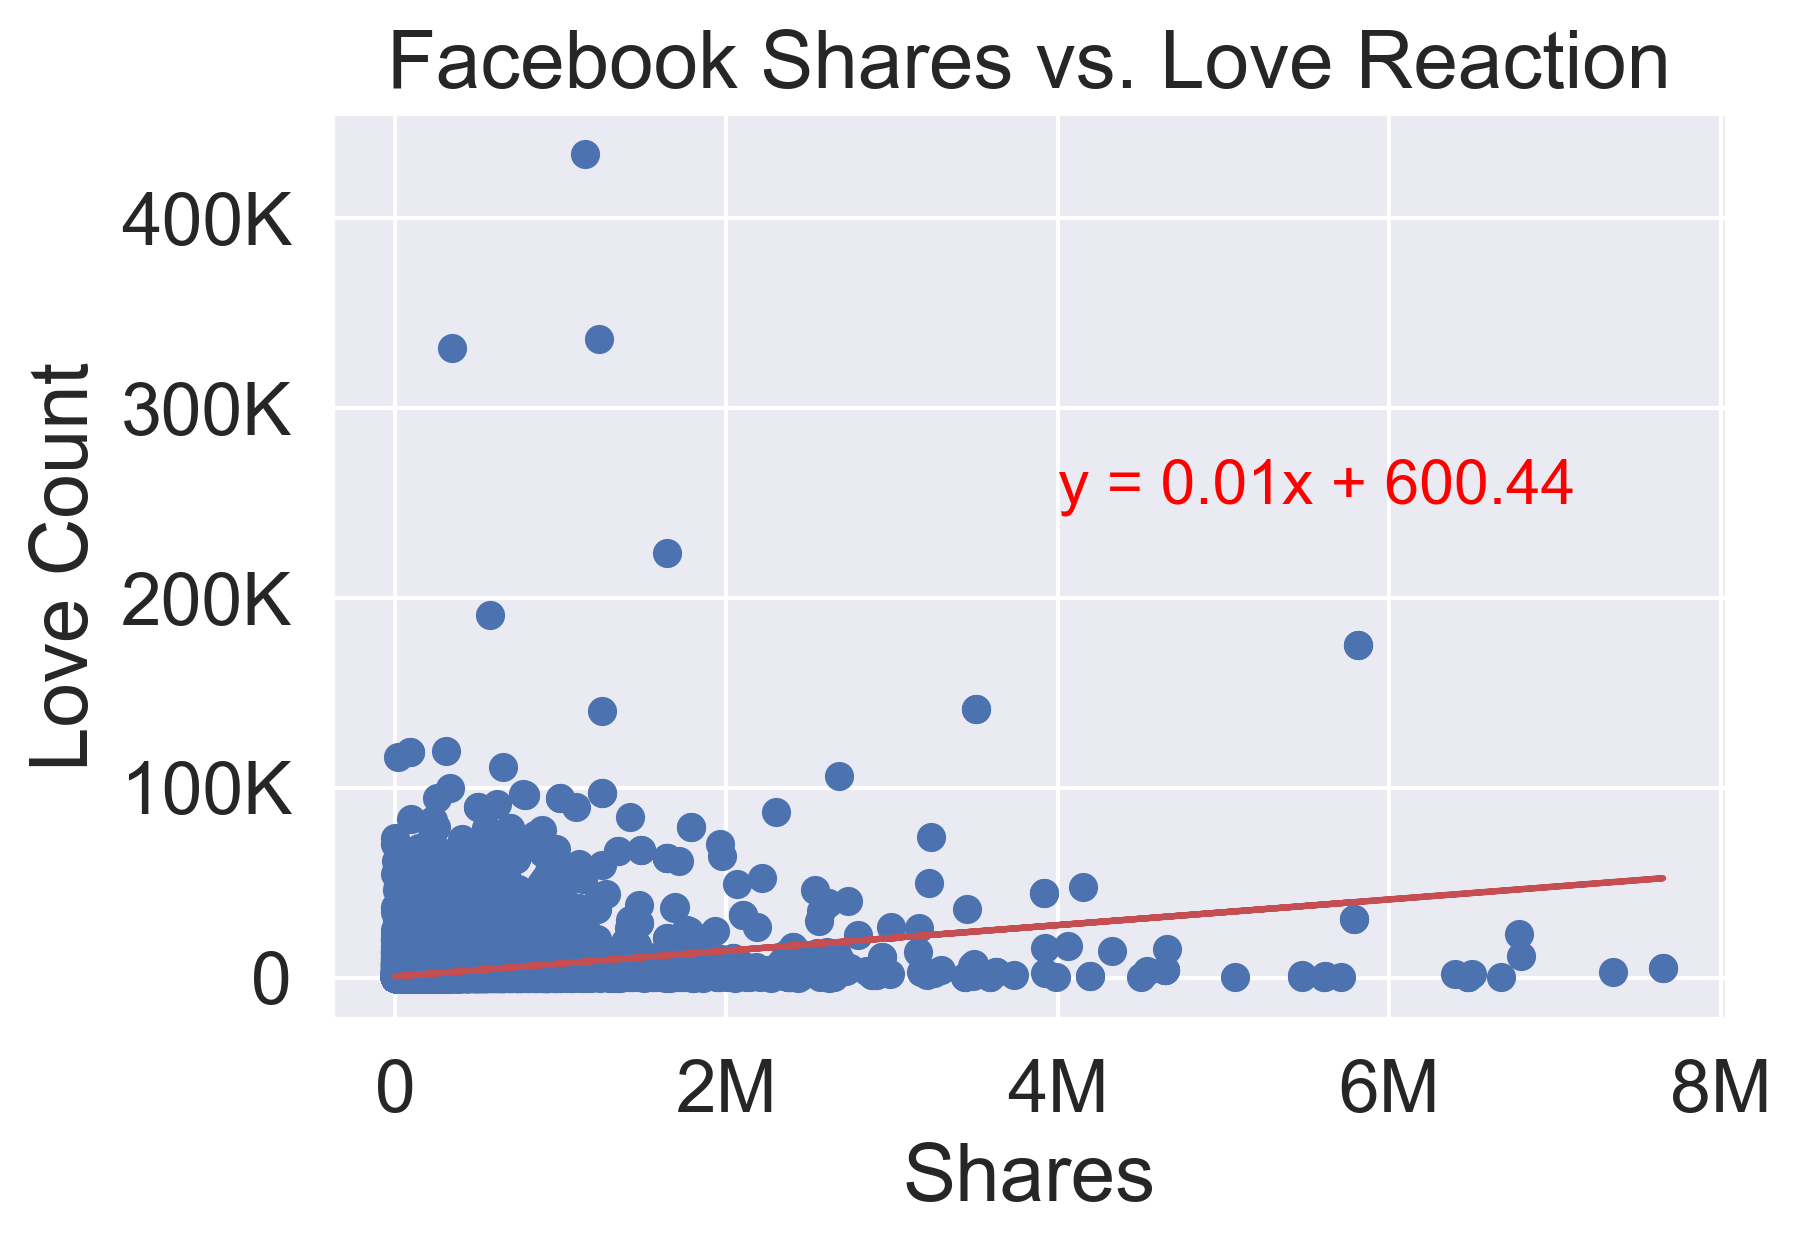 Facebook Shares vs. Love Reaction
400K
300K
200K
100K
0
Love Count
y = 0.01x + 600.44
0 2M 4M 6M 8M
Shares